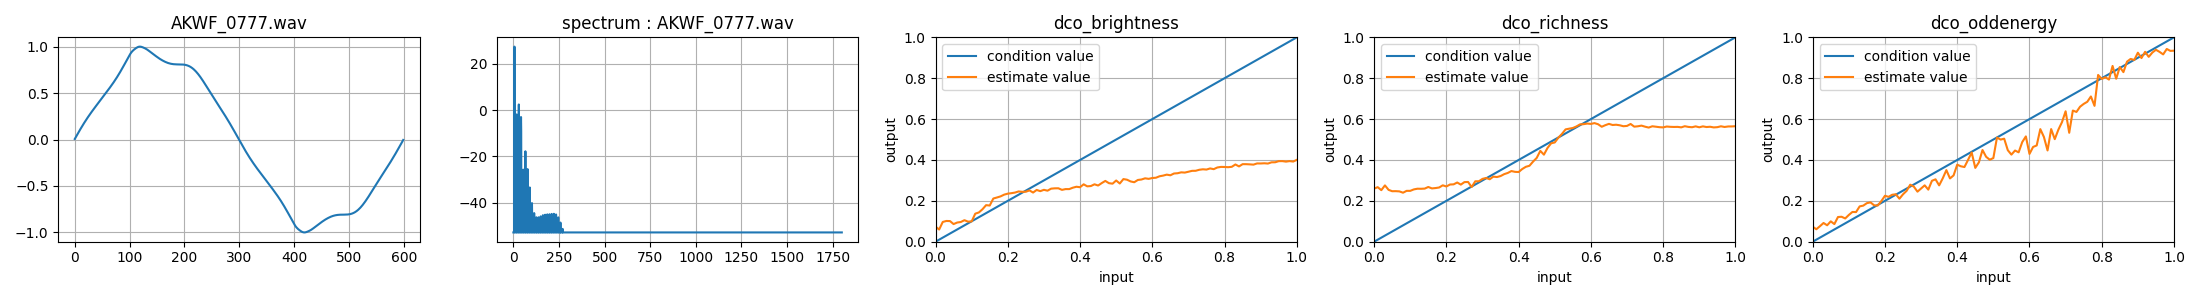 AKWF_0777.wav
1.0
0.5
0.0
−0.5
−1.0
0 100 200 300 400 500 600
spectrum : AKWF_0777.wav
20
0
−20
−40
0 250 500 750 1000 1250 1500 1750
dco_brightness
condition value
estimate value
output
1.0
0.8
0.6
0.4
0.2
0.0
0.0 0.2 0.4 0.6 0.8 1.0
input
dco_richness
condition value
estimate value
output
1.0
0.8
0.6
0.4
0.2
0.0
0.0 0.2 0.4 0.6 0.8 1.0
input
dco_oddenergy
condition value
estimate value
output
1.0
0.8
0.6
0.4
0.2
0.0
0.0 0.2 0.4 0.6 0.8 1.0
input